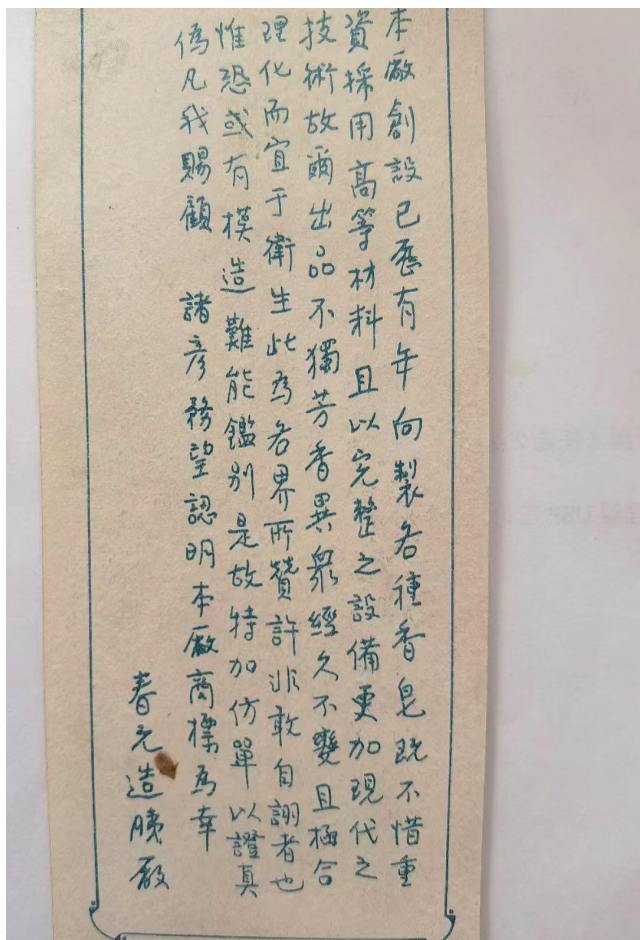 本廠創設已歷有年向製各種香皂既不惜重
資採用高等材料且以完整之設備更加現代之
技術故爾出品不獨芳香異眾經久不變且極合
理化而宜于衛生此為各界所贊許非敢自詡者也
惟恐或有模造難能鑑別是故特加仿單以證真
偽凡我賜顧 諸彥務望認明本廠商標為幸
春元造胰廠